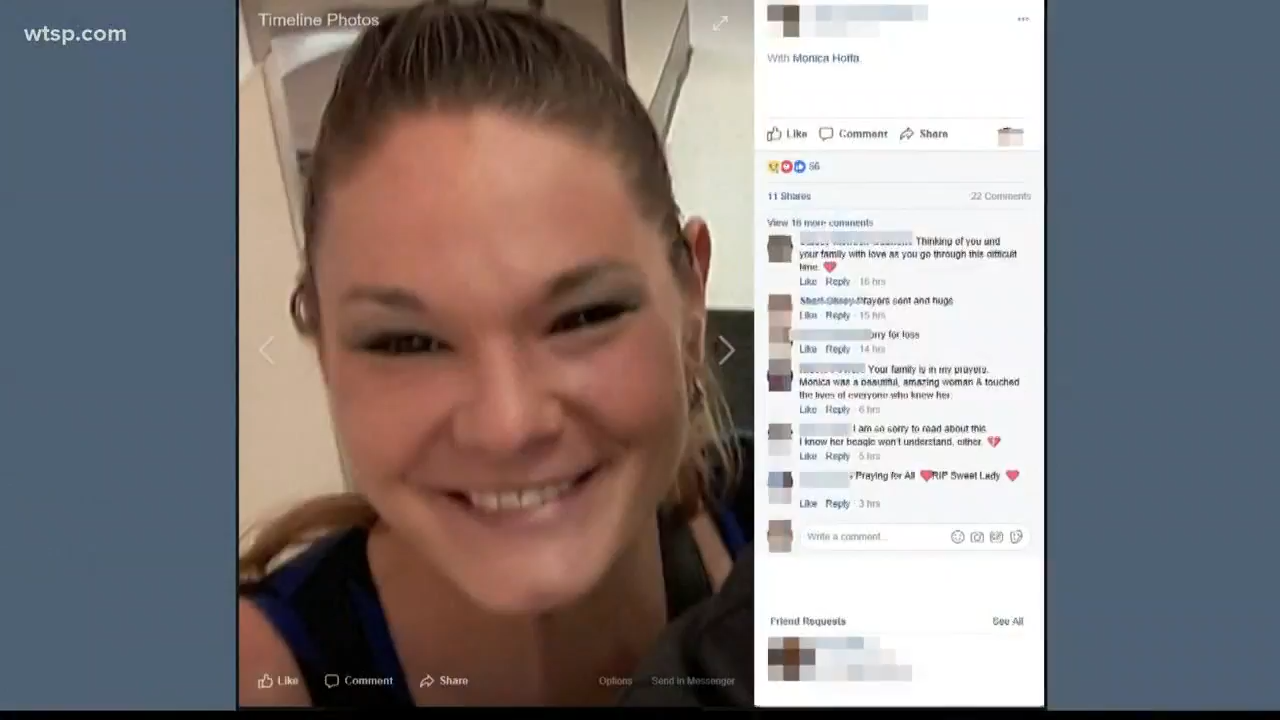 Timeline Photos
wtsp.com
With Monica Hoffa.
Like Comment Share
86
11 Shares 22 Comments
View 16 more comments
Thinking of you and
your family with love as you go through this difficult
time.
Like Reply 16 hrs
Prayers sent and hugs
Like Reply 15 hrs
orry for loss
Like Reply 14 hrs
Your family is in my prayers.
Monica was a beautiful, amazing woman & touched
the lives of everyone who knew her.
Like Reply 6 hrs
I am so sorry to read about this.
I know her beagle won't understand, either.
Like Reply 5 hrs
Praying for All RIP Sweet Lady
Like Reply 3 hrs
Write a comment...
GIF
Friend Requests See All
Like Comment Share Options Send in Messenger